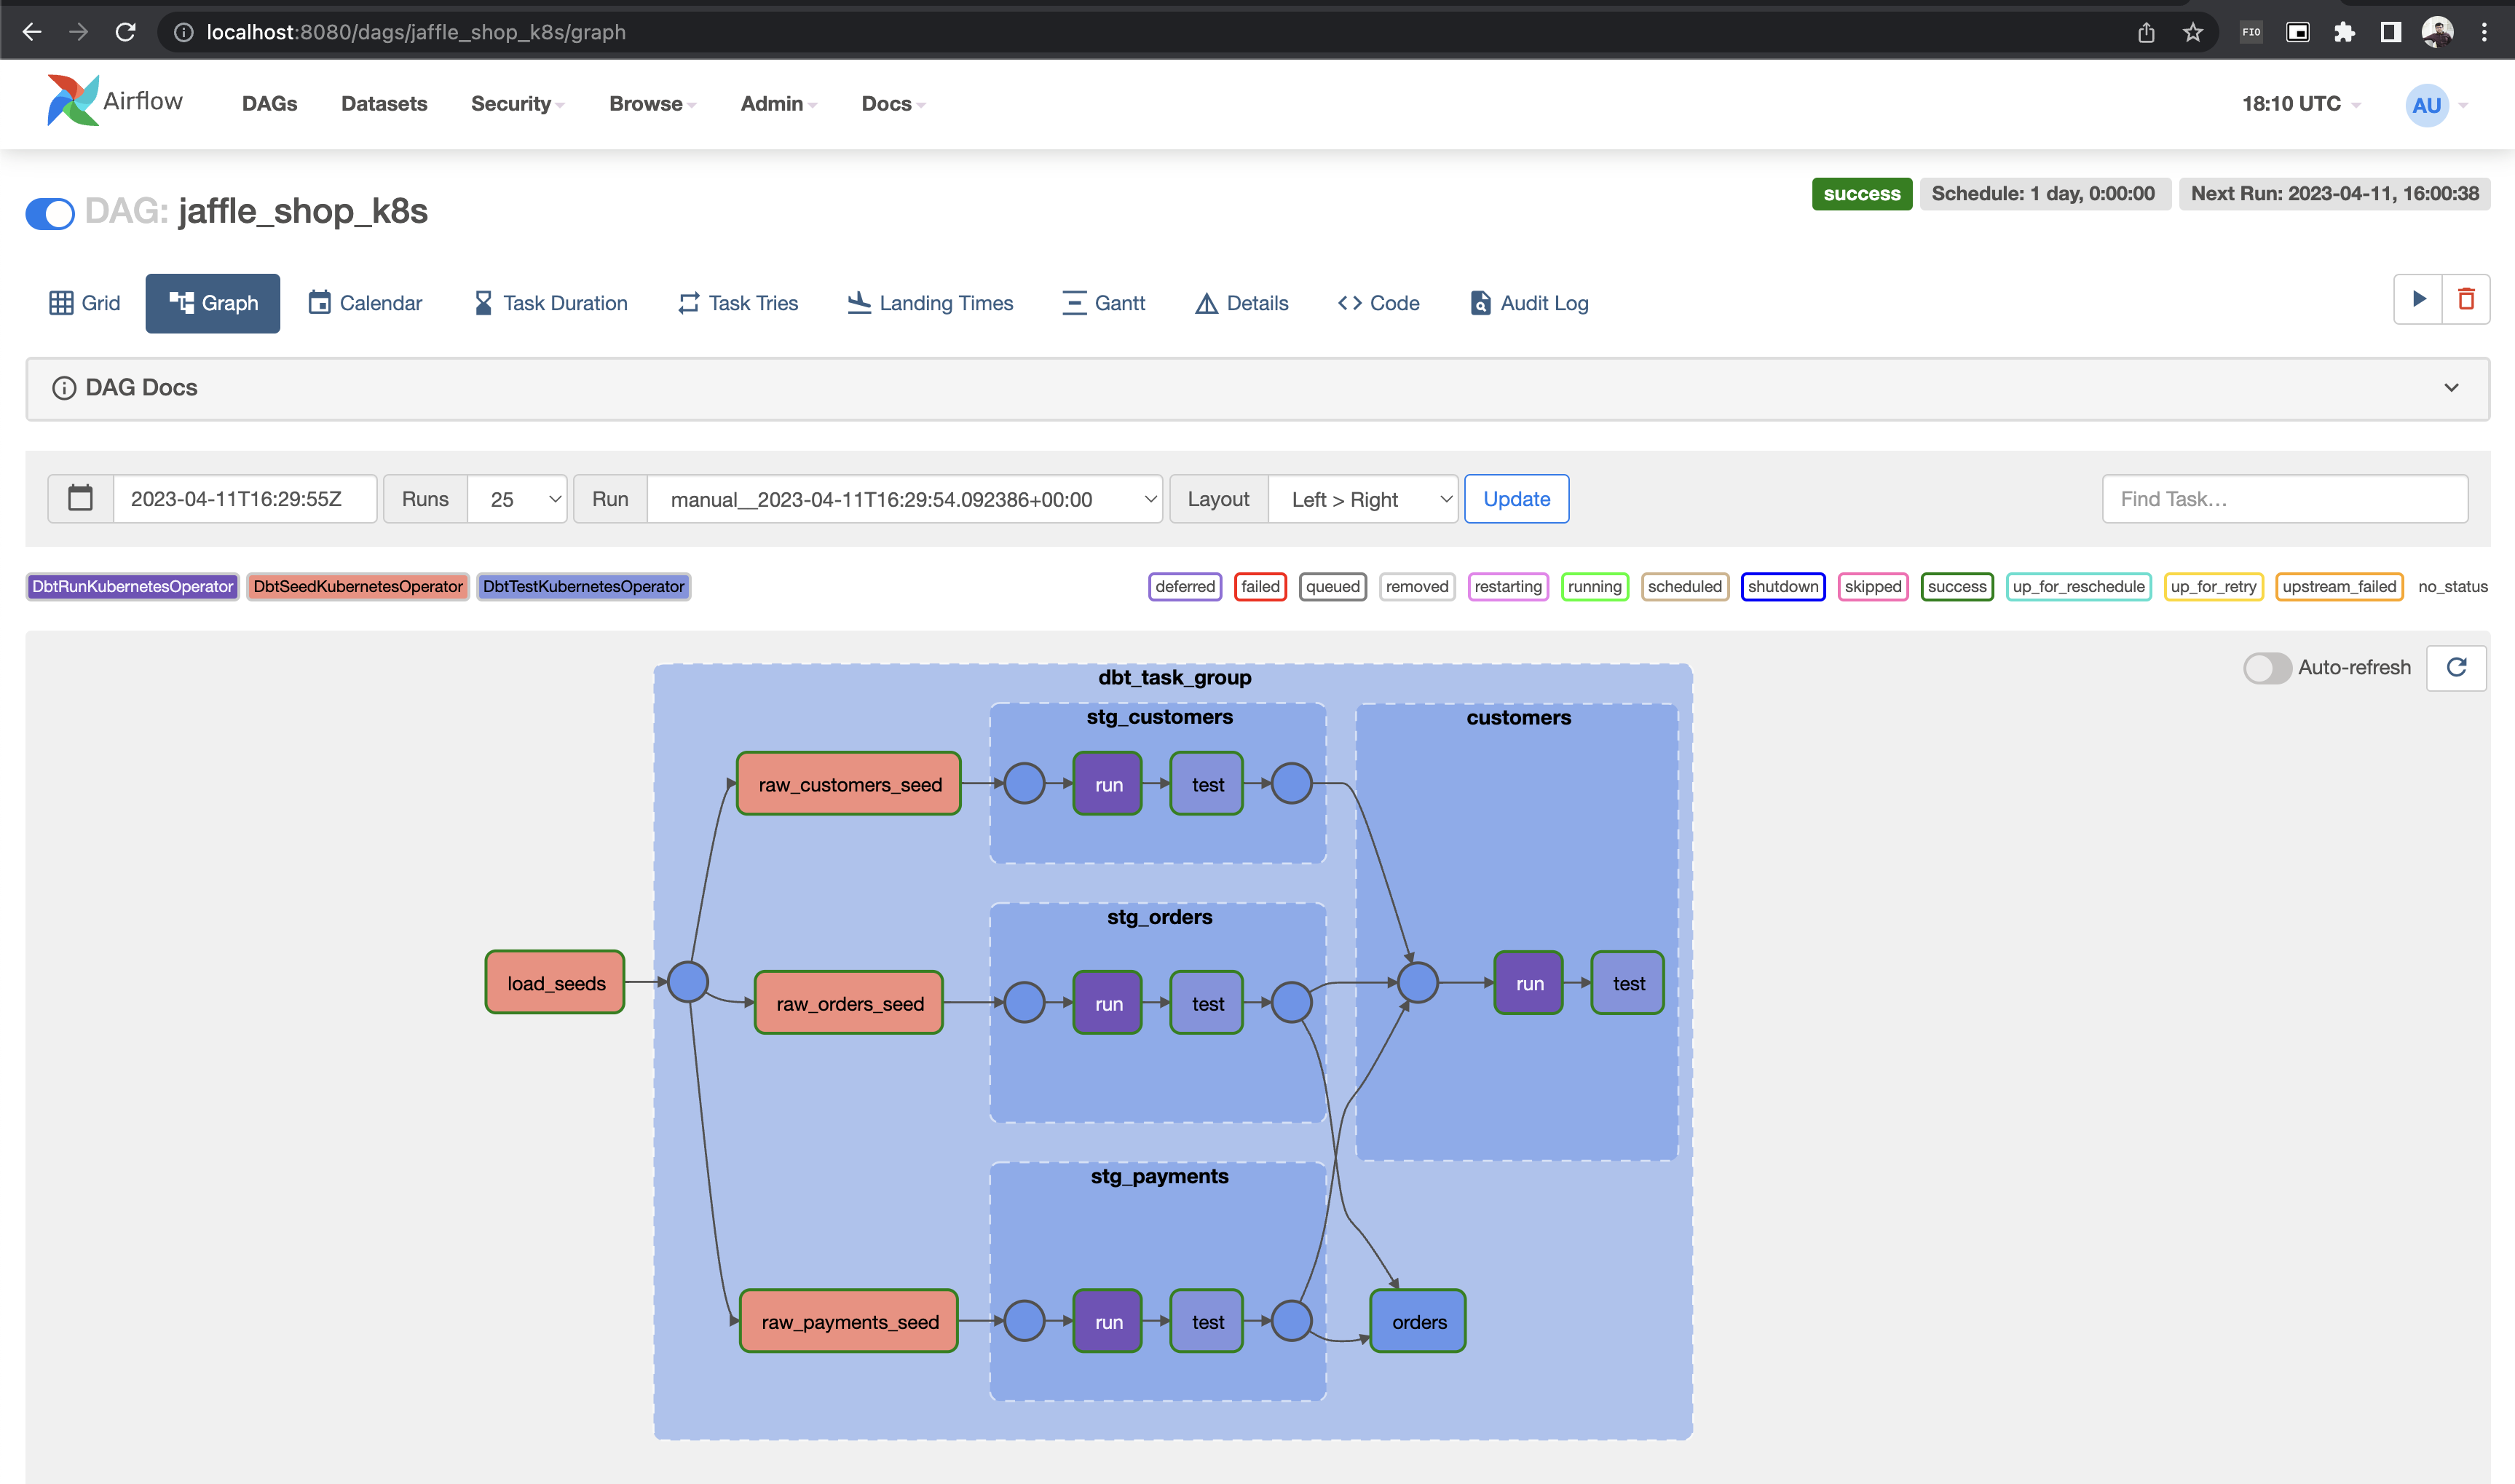 localhost:8080/dags/jaffle_shop_k8s/graph
FIO
Airflow DAGs Datasets Security Browse Admin Docs 18:10 UTC AU
DAG: jaffle_shop_k8s success Schedule: 1 day, 0:00:00 Next Run: 2023-04-11, 16:00:38
Grid Graph Calendar Task Duration Task Tries Landing Times Gantt Details Code Audit Log
DAG Docs
2023-04-11T16:29:55Z Runs 25 Run manual__2023-04-11T16:29:54.092386+00:00 Layout Left > Right Update Find Task...
DbtRunKubernetesOperator DbtSeedKubernetesOperator DbtTestKubernetesOperator deferred failed queued removed restarting running scheduled shutdown skipped success up_for_reschedule up_for_retry upstream_failed no_status
Auto-refresh
dbt_task_group
stg_customers
customers
raw_customers_seed run test
stg_orders
load_seeds
run test
raw_orders_seed run test
stg_payments
raw_payments_seed run test orders